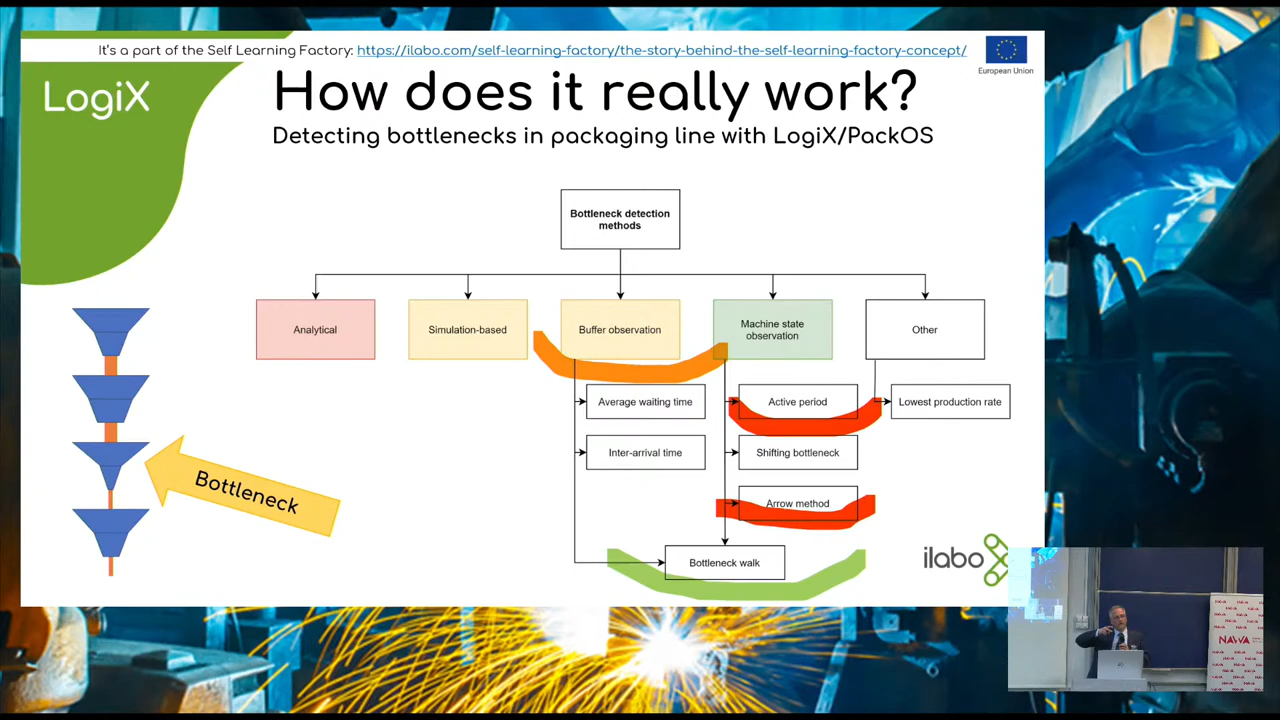 It's a part of the Self Learning Factory: https://ilabo.com/self-learning-factory/the-story-behind-the-self-learning-factory-concept/
European Union
LogiX
How does it really work?
Detecting bottlenecks in packaging line with LogiX/PackOS
Bottleneck detection
methods
Analytical
Simulation-based
Buffer observation
Machine state
observation
Other
Average waiting time
Active period
Lowest production rate
Inter-arrival time
Shifting bottleneck
Bottleneck
Arrow method
Bottleneck walk
ilabo
NAWA